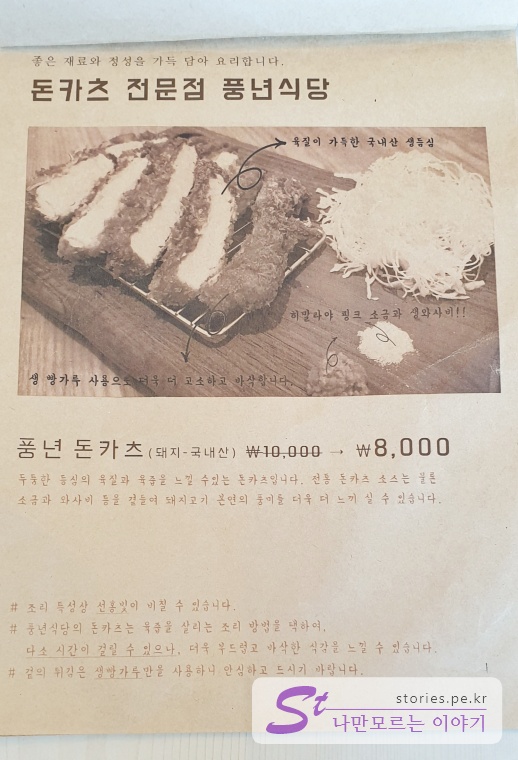 좋은 재료와 정성을 가득 담아 요리합니다.
돈카츠 전문점 풍년식당
육질이 가득한 국내산 생등심
히말라야 핑크 소금과 생와사비!!
생 빵가루 사용으로 더욱 더 고소하고 바삭합니다.
풍년 돈카츠(돼지-국내산) ₩10,000 → ₩8,000
두툼한 등심의 육질과 육즙을 느낄 수있는 돈카츠입니다. 전통 돈카츠 소스는 물론
소금과 와사비 등을 곁들여 돼지고기 본연의 풍미를 더욱 더 느끼 실 수 있습니다.
# 조리 특성상 선홍빛이 비칠 수 있습니다.
# 풍년식당의 돈카츠는 육즙을 살리는 조리 방법을 택하여,
다소 시간이 걸릴 수 있으나, 더욱 부드럽고 바삭한 식감을 느낄 수 있습니다.
# 겉의 튀김은 생빵가루만을 사용하니 안심하고 드시기 바랍니다.
1
St stories.pe.kr
나만모르는 이야기